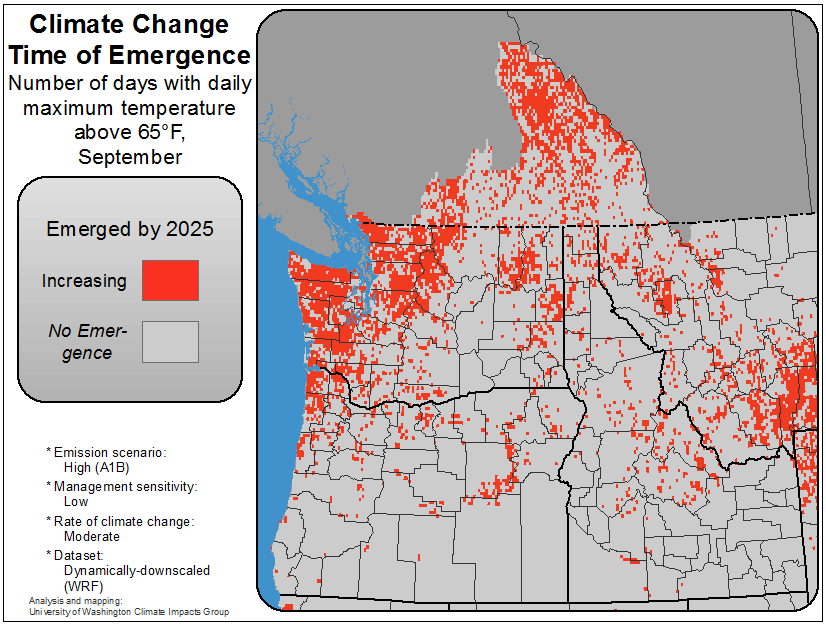 Climate Change
Time of Emergence
Number of days with daily
maximum temperature
above 65°F,
September
Emerged by 2025
Increasing
No Emer-
gence
* Emission scenario:
High (A1B)
* Management sensitivity:
Low
* Rate of climate change:
Moderate
* Dataset:
Dynamically-downscaled
(WRF)
Analysis and mapping:
University of Washington Climate Impacts Group